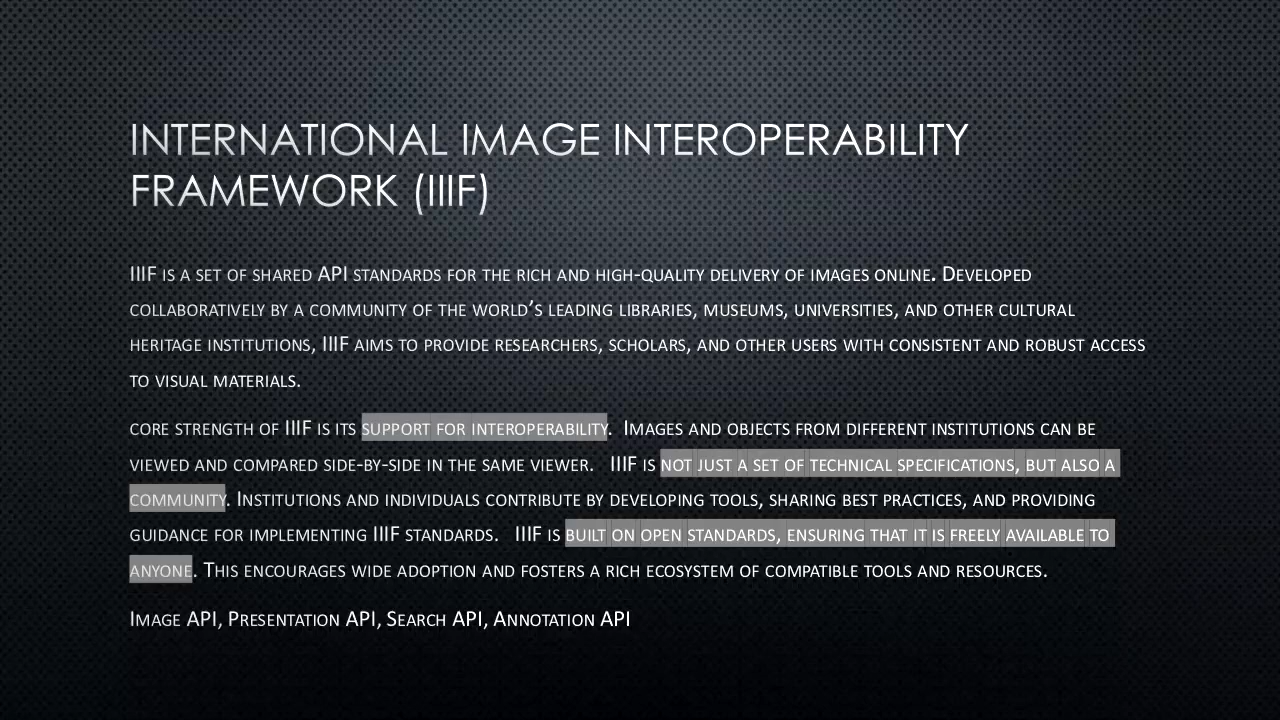 INTERNATIONAL IMAGE INTEROPERABILITY
FRAMEWORK (IIIF)
IIIF is a set of shared API standards for the rich and high-quality delivery of images online. Developed
collaboratively by a community of the world’s leading libraries, museums, universities, and other cultural
heritage institutions, IIIF aims to provide researchers, scholars, and other users with consistent and robust access
to visual materials.
core strength of IIIF is its support for interoperability. Images and objects from different institutions can be
viewed and compared side-by-side in the same viewer. IIIF is not just a set of technical specifications, but also a
community. Institutions and individuals contribute by developing tools, sharing best practices, and providing
guidance for implementing IIIF standards. IIIF is built on open standards, ensuring that it is freely available to
anyone. This encourages wide adoption and fosters a rich ecosystem of compatible tools and resources.
Image API, Presentation API, Search API, Annotation API